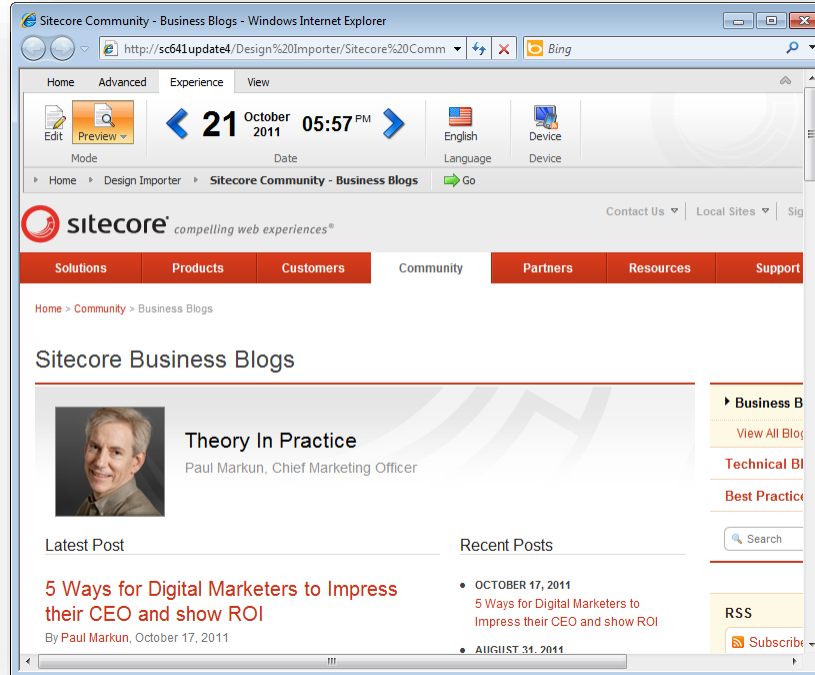 Sitecore Community - Business Blogs - Windows Internet Explorer
http://sc641update4/Design%20Importer/Sitecore%20Comm
Bing
Home Advanced Experience View
21 October 2011 05:57 PM
Edit Preview English Device
Mode Date Language Device
Home Design Importer Sitecore Community - Business Blogs Go
Contact Us Local Sites Sig
sitecore® compelling web experiences®
Solutions Products Customers Community Partners Resources Support
Home > Community > Business Blogs
Sitecore Business Blogs
Business B
View All Blog
Technical Bl
Best Practice
Search
Theory In Practice
Paul Markun, Chief Marketing Officer
Latest Post
5 Ways for Digital Marketers to Impress
their CEO and show ROI
By Paul Markun, October 17, 2011
Recent Posts
• OCTOBER 17, 2011
5 Ways for Digital Marketers to
Impress their CEO and show ROI
• AUGUST 31, 2011
RSS
Subscribe